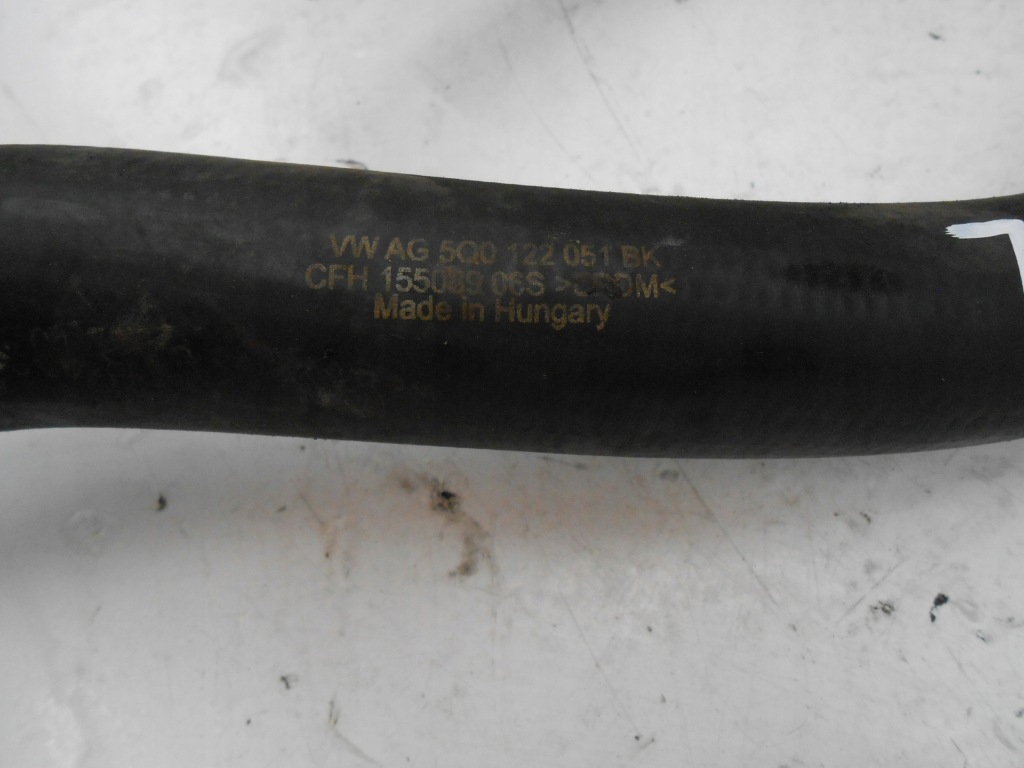 VW AG 5Q0 122 051 BK
CFH 06S
Made in Hungary